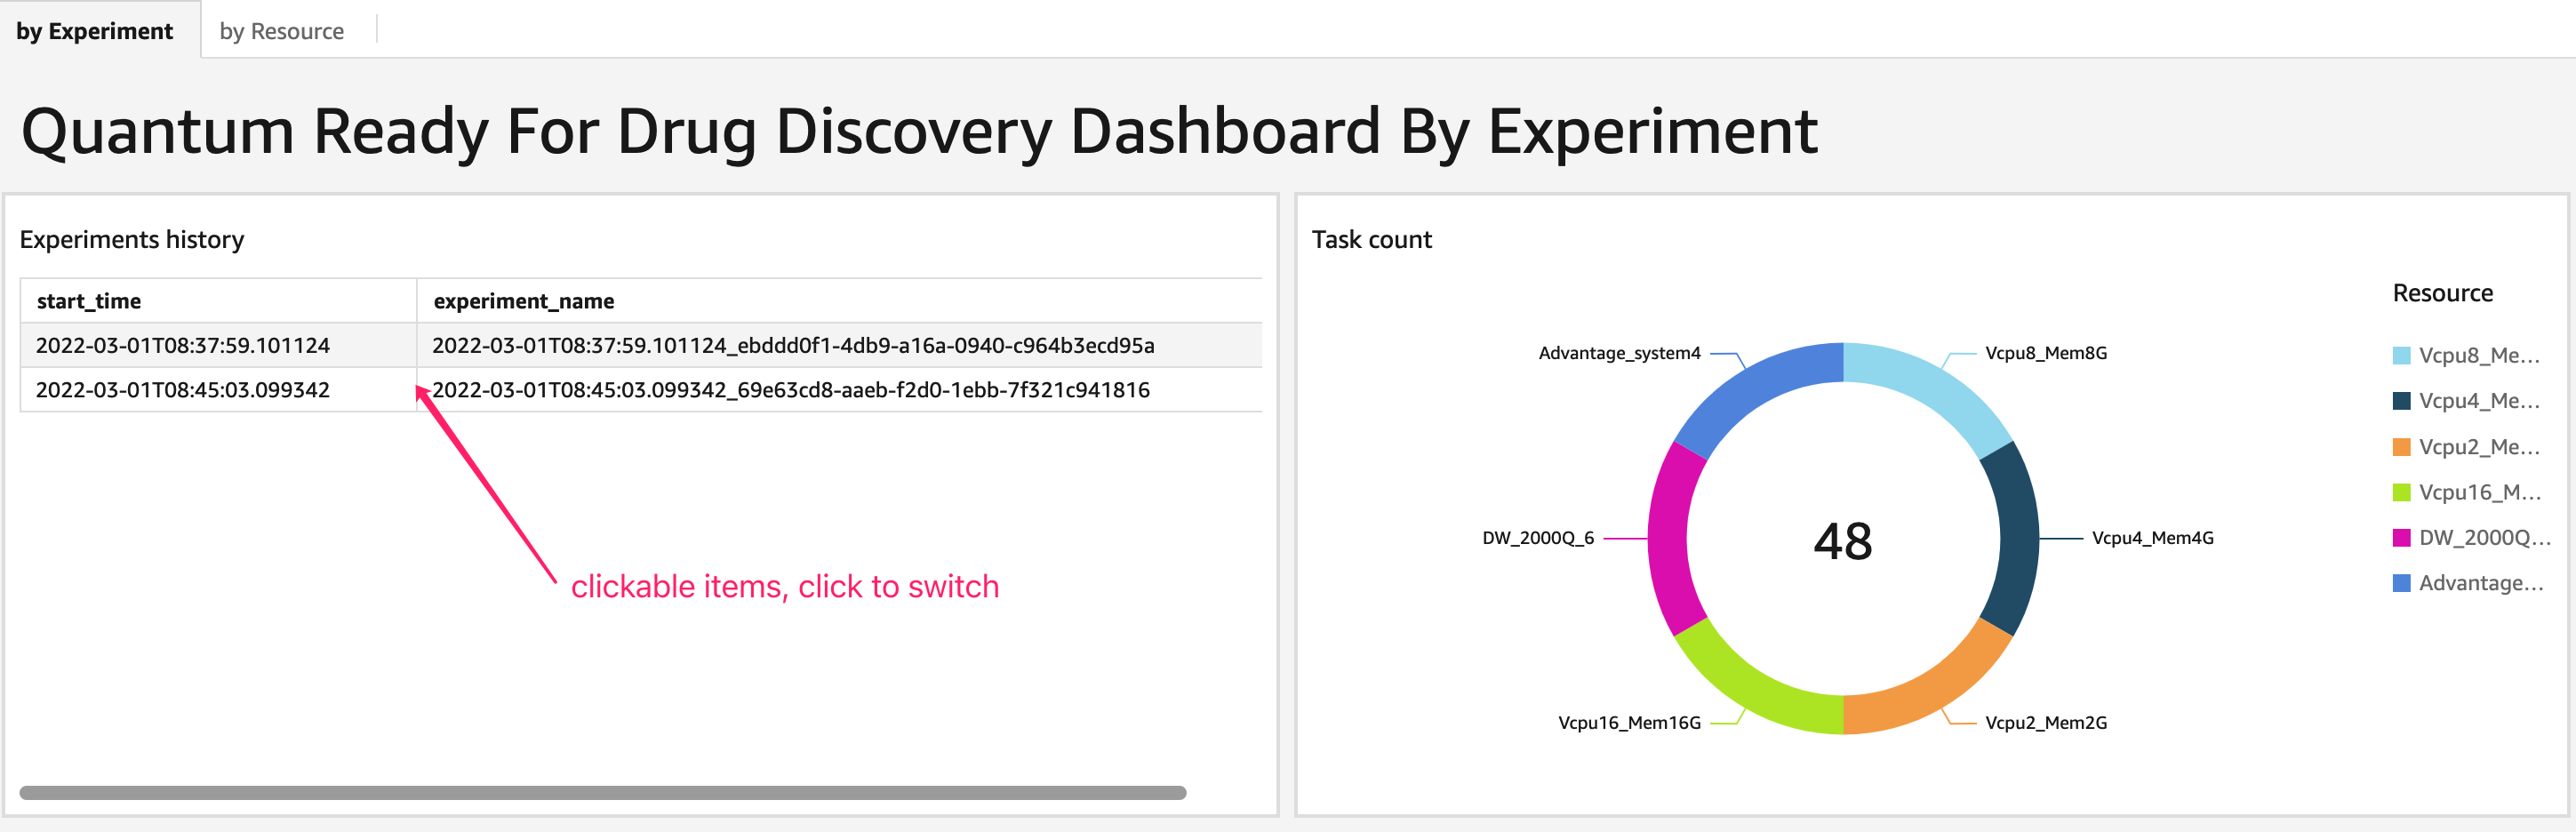 by Experiment
by Resource
Quantum Ready For Drug Discovery Dashboard By Experiment
Experiments history
start_time
experiment_name
2022-03-01T08:37:59.101124
2022-03-01T08:37:59.101124_ebddd0f1-4db9-a16a-0940-c964b3ecd95a
2022-03-01T08:45:03.099342
2022-03-01T08:45:03.099342_69e63cd8-aaeb-f2d0-1ebb-7f321c941816
clickable items, click to switch
Task count
Advantage_system4
Vcpu8_Mem8G
DW_2000Q_6
48
Vcpu4_Mem4G
Vcpu16_Mem16G
Vcpu2_Mem2G
Resource
Vcpu8_Me...
Vcpu4_Me...
Vcpu2_Me...
Vcpu16_M...
DW_2000Q...
Advantage...